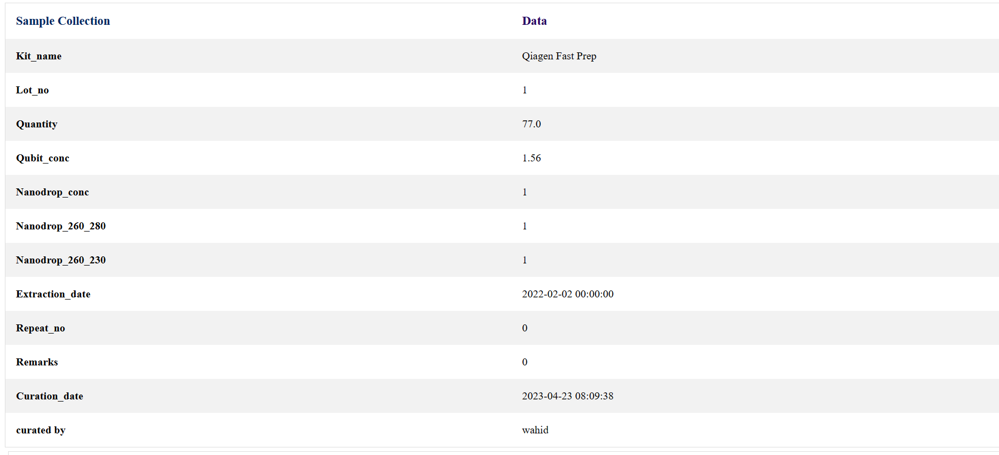 Sample Collection Data
Kit_name Qiagen Fast Prep
Lot_no 1
Quantity 77.0
Qubit_conc 1.56
Nanodrop_conc 1
Nanodrop_260_280 1
Nanodrop_260_230 1
Extraction_date 2022-02-02 00:00:00
Repeat_no 0
Remarks 0
Curation_date 2023-04-23 08:09:38
curated by wahid